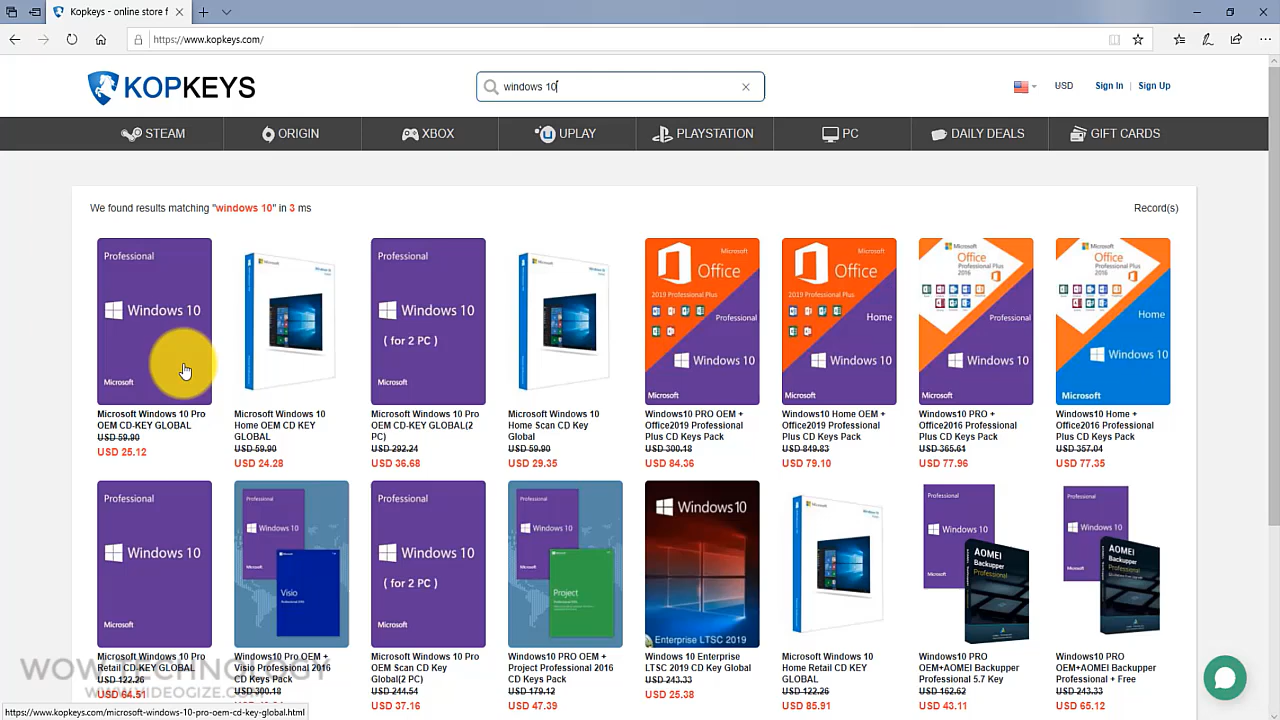 Kopkeys - online store f
https://www.kopkeys.com/
KOPKEYS
windows 10
USD
Sign In | Sign Up
STEAM
ORIGIN
XBOX
UPLAY
PLAYSTATION
PC
DAILY DEALS
GIFT CARDS
We found results matching "windows 10" in 3 ms
Record(s)
Professional
Windows 10
Microsoft
Microsoft Windows 10 Pro
OEM CD-KEY GLOBAL
USD 59.90
USD 25.12
Microsoft Windows 10
Home OEM CD KEY
GLOBAL
USD 59.90
USD 24.28
Professional
Windows 10
( for 2 PC )
Microsoft
Microsoft Windows 10 Pro
OEM CD-KEY GLOBAL(2
PC)
USD 292.24
USD 36.68
Microsoft Windows 10
Home Scan CD Key
Global
USD 59.90
USD 29.35
Microsoft
Office
2019 Professional Plus
Professional
Windows 10
Microsoft
Windows10 PRO OEM +
Office2019 Professional
Plus CD Keys Pack
USD 300.18
USD 84.36
Microsoft
Office
2019 Professional Plus
Home
Windows 10
Microsoft
Windows10 Home OEM +
Office2019 Professional
Plus CD Keys Pack
USD 849.83
USD 79.10
Microsoft
Office
Professional Plus
2016
Professional
Windows 10
Microsoft
Windows10 PRO +
Office2016 Professional
Plus CD Keys Pack
USD 365.61
USD 77.96
Microsoft
Office
Professional Plus
2016
Home
Windows 10
Microsoft
Windows10 Home +
Office2016 Professional
Plus CD Keys Pack
USD 357.04
USD 77.35
Professional
Windows 10
Microsoft
Microsoft Windows 10 Pro
Retail CD-KEY GLOBAL
USD 122.26
USD 64.51
Professional
Windows 10
Visio
Windows10 Pro OEM +
Visio Professional 2016
CD Keys Pack
USD 300.18
Professional
Windows 10
( for 2 PC )
Microsoft
Microsoft Windows 10 Pro
OEM Scan CD Key
Global(2 PC)
USD 244.54
USD 37.16
Professional
Windows 10
Project
Windows10 Pro OEM +
Project Professional 2016
CD Keys Pack
USD 179.12
USD 47.39
Windows 10
Enterprise LTSC 2019
Windows 10 Enterprise
LTSC 2019 CD Key Global
USD 243.33
USD 25.38
Microsoft Windows 10
Home Retail CD KEY
GLOBAL
USD 122.26
USD 85.91
Professional
Windows 10
AOMEI
Backupper
Professional
Windows 10 PRO
OEM+AOMEI Backupper
Professional 5.7 Key
USD 162.62
USD 43.11
Professional
Windows 10
AOMEI
Backupper
Professional
Windows 10 PRO
OEM+AOMEI Backupper
Professional + Free
USD 243.33
USD 65.12
https://www.kopkeys.com/microsoft-windows-10-pro-oem-cd-key-global.html